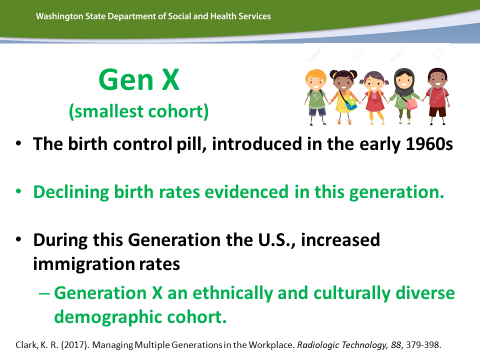 Washington State Department of Social and Health Services
Gen X
(smallest cohort)
• The birth control pill, introduced in the early 1960s
• Declining birth rates evidenced in this generation.
• During this Generation the U.S., increased
immigration rates
– Generation X an ethnically and culturally diverse
demographic cohort.
Clark, K. R. (2017). Managing Multiple Generations in the Workplace. Radiologic Technology, 88, 379-398.